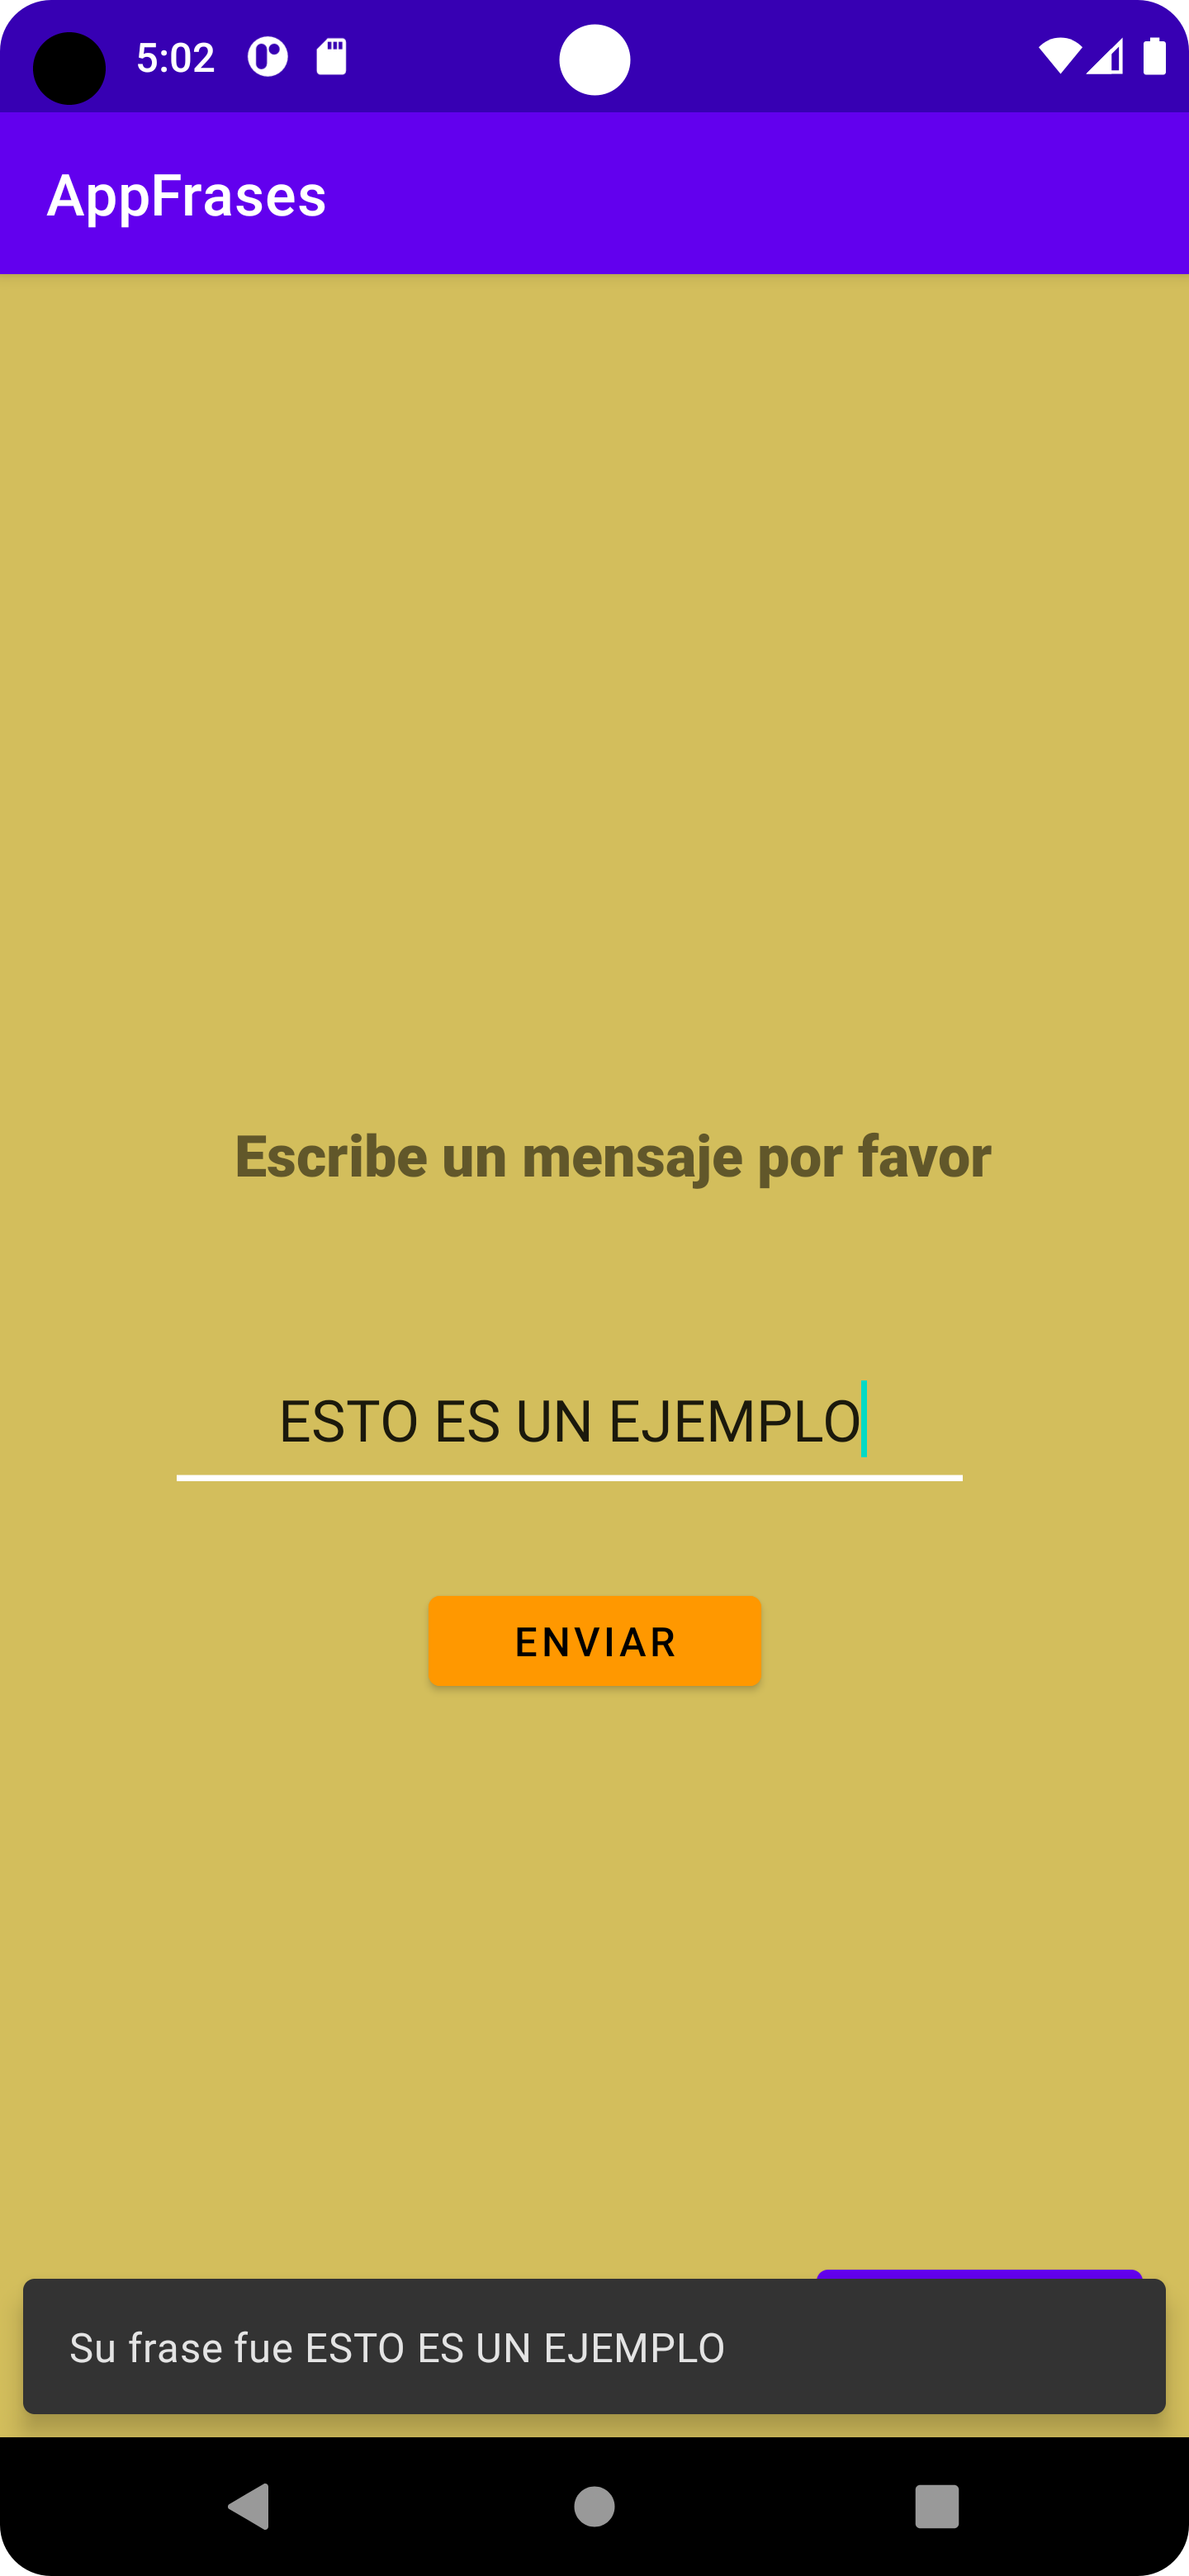 5:02
AppFrases
Escribe un mensaje por favor
ESTO ES UN EJEMPLO
ENVIAR
Su frase fue ESTO ES UN EJEMPLO